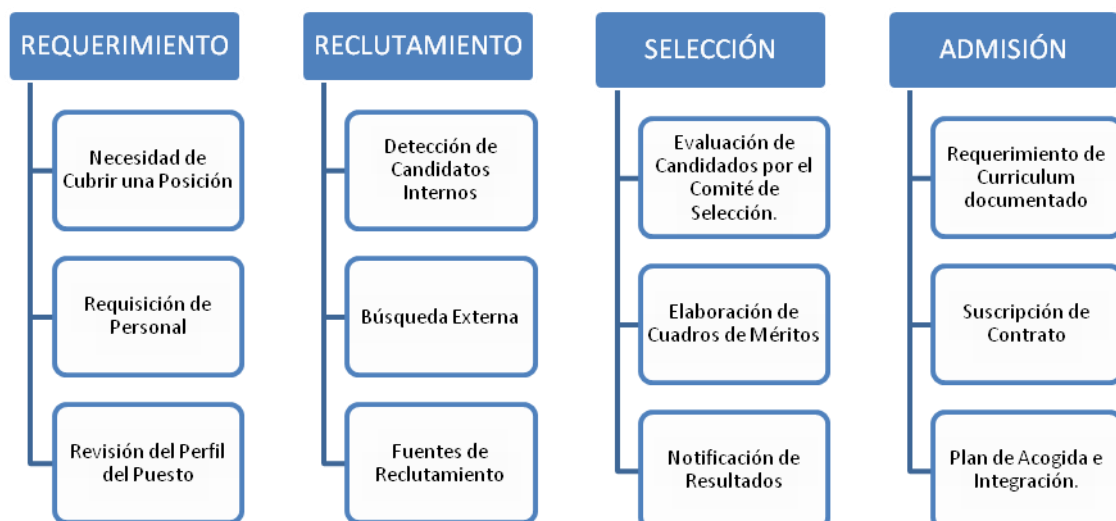 REQUERIMIENTO
Necesidad de
Cubrir una Posición
Requisición de
Personal
Revisión del Perfil
del Puesto
RECLUTAMIENTO
Detección de
Candidatos
Internos
Búsqueda Externa
Fuentes de
Reclutamiento
SELECCIÓN
Evaluación de
Candidados por el
Comité de
Selección.
Elaboración de
Cuadros de Méritos
Notificación de
Resultados
ADMISIÓN
Requerimiento de
Curriculum
documentado
Suscripción de
Contrato
Plan de Acogida e
Integración.